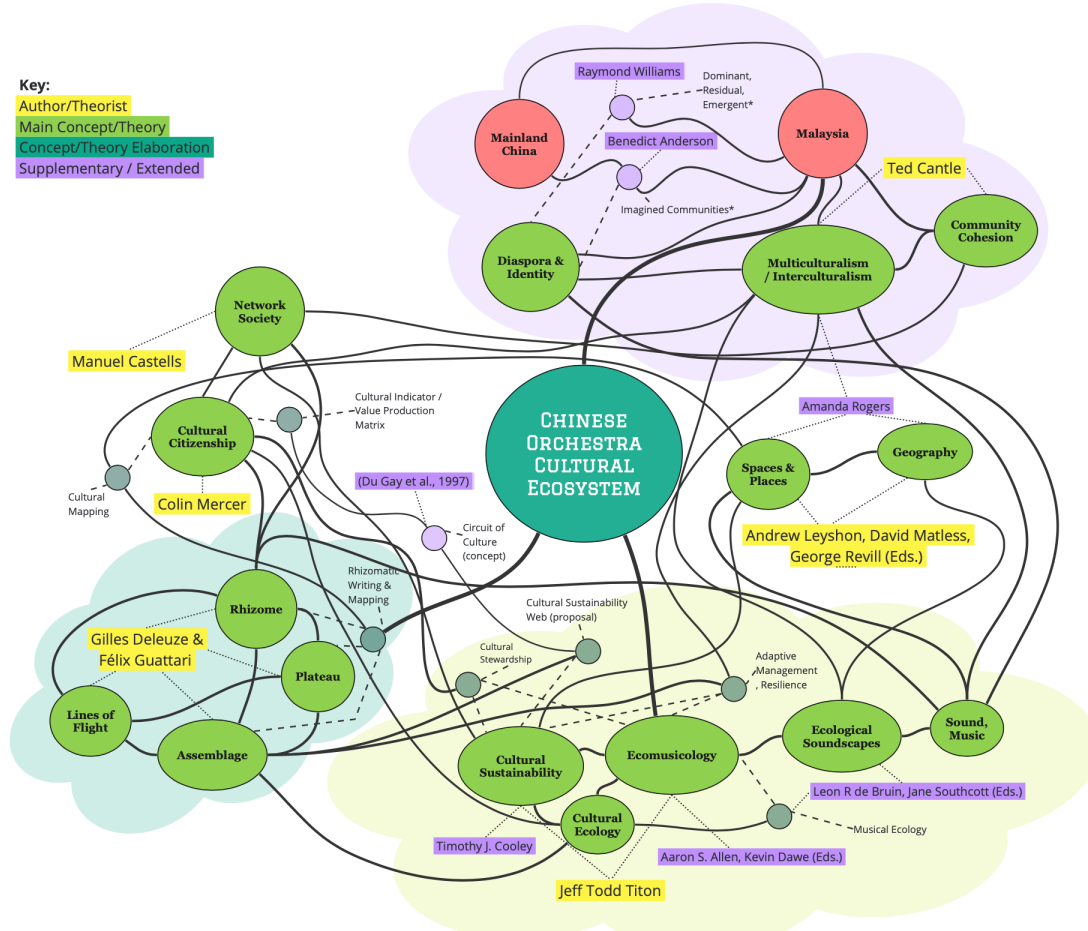 Key:
Author/Theorist
Main Concept/Theory
Concept/Theory Elaboration
Supplementary / Extended
Raymond Williams
Dominant,
Residual,
Emergent*
Mainland
China
Malaysia
Benedict Anderson
Imagined Communities*
Ted Cantle
Diaspora &
Identity
Multiculturalism
/ Interculturalism
Community
Cohesion
Network
Society
Manuel Castells
Cultural Indicator /
Value Production
Matrix
Cultural
Citizenship
Cultural
Mapping
Colin Mercer
CHINESE
ORCHESTRA
CULTURAL
ECOSYSTEM
Amanda Rogers
Spaces &
Places
Geography
Andrew Leyshon, David Matless,
George Revill (Eds.)
(Du Gay et al., 1997)
Circuit of
Culture
(concept)
Rhizomatic
Writing &
Mapping
Rhizome
Gilles Deleuze &
Félix Guattari
Plateau
Lines of
Flight
Assemblage
Cultural Sustainability
Web (proposal)
Cultural
Stewardship
Adaptive
Management
, Resilience
Cultural
Sustainability
Ecomusicology
Ecological
Soundscapes
Sound,
Music
Cultural
Ecology
Leon R de Bruin, Jane Southcott (Eds.)
Musical Ecology
Timothy J. Cooley
Aaron S. Allen, Kevin Dawe (Eds.)
Jeff Todd Titon